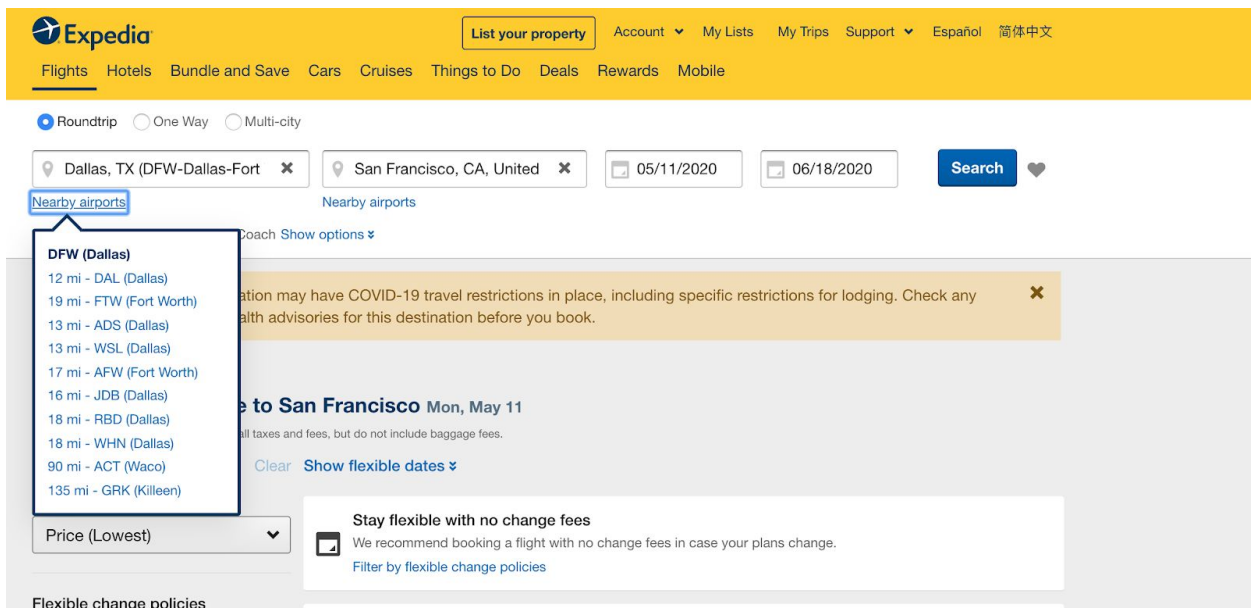 Expedia
List your property Account My Lists My Trips Support Español 简体中文
Flights Hotels Bundle and Save Cars Cruises Things to Do Deals Rewards Mobile
Roundtrip One Way Multi-city
Dallas, TX (DFW-Dallas-Fort San Francisco, CA, United 05/11/2020 06/18/2020 Search
Nearby airports Nearby airports
Coach Show options
DFW (Dallas)
12 mi - DAL (Dallas)
19 mi - FTW (Fort Worth)
13 mi - ADS (Dallas)
13 mi - WSL (Dallas)
17 mi - AFW (Fort Worth)
16 mi - JDB (Dallas)
18 mi - RBD (Dallas)
18 mi - WHN (Dallas)
90 mi - ACT (Waco)
135 mi - GRK (Killeen)
may have COVID-19 travel restrictions in place, including specific restrictions for lodging. Check any
advisories for this destination before you book.
to San Francisco Mon, May 11
all taxes and fees, but do not include baggage fees.
Clear Show flexible dates
Price (Lowest)
Stay flexible with no change fees
We recommend booking a flight with no change fees in case your plans change.
Filter by flexible change policies
Flexible change policies